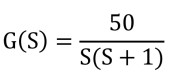 G(S) = 50 / S(S + 1)